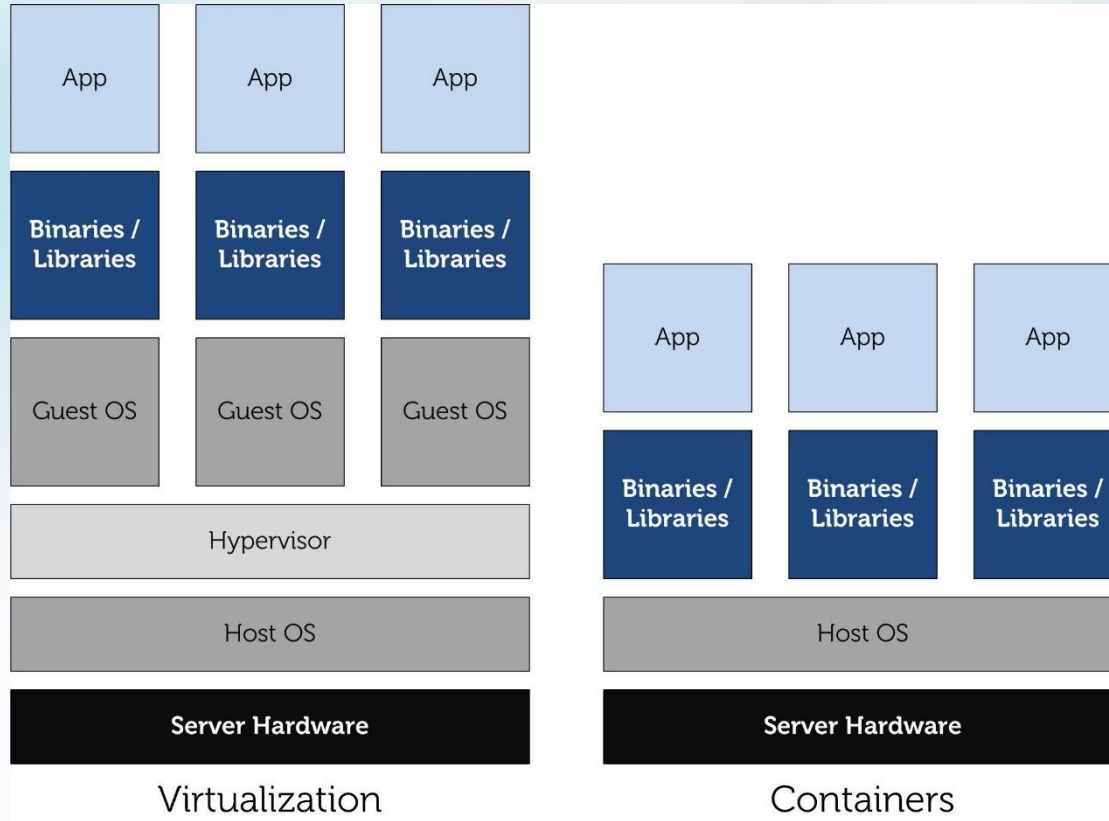 App
App
App
Binaries /
Libraries
Binaries /
Libraries
Binaries /
Libraries
Guest OS
Guest OS
Guest OS
Hypervisor
Host OS
Server Hardware
Virtualization
App
App
App
Binaries /
Libraries
Binaries /
Libraries
Binaries /
Libraries
Host OS
Server Hardware
Containers